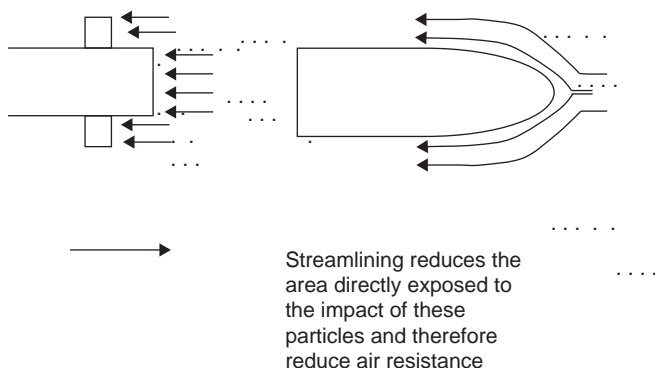 Streamlining reduces the
area directly exposed to
the impact of these
particles and therefore
reduce air resistance